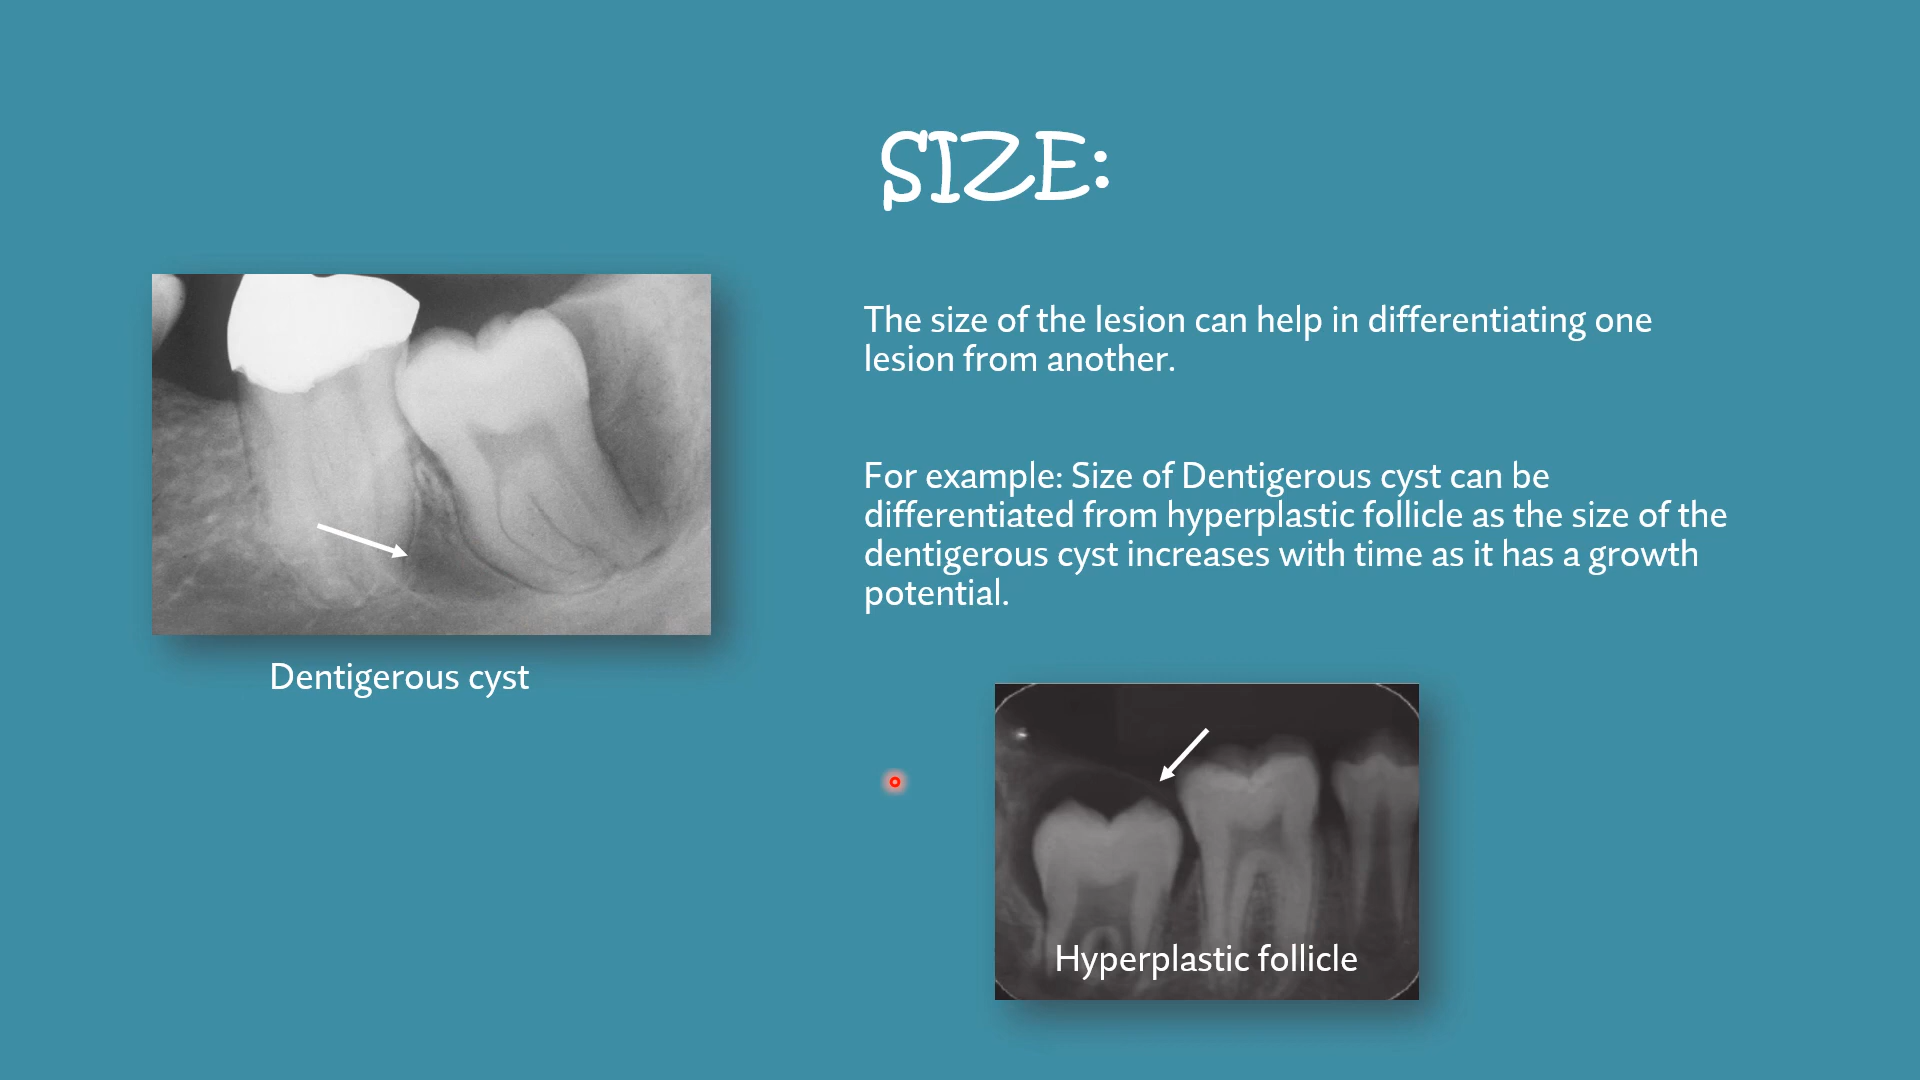 SIZE:
The size of the lesion can help in differentiating one
lesion from another.
For example: Size of Dentigerous cyst can be
differentiated from hyperplastic follicle as the size of the
dentigerous cyst increases with time as it has a growth
potential.
Dentigerous cyst
Hyperplastic follicle